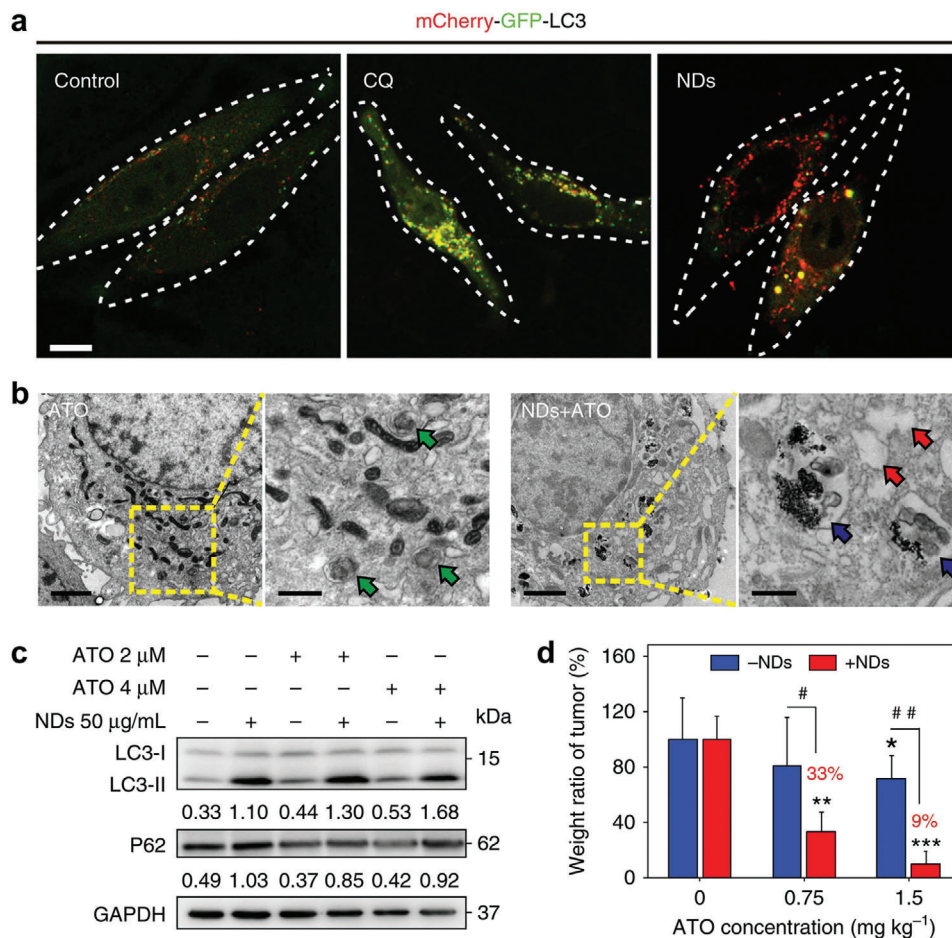 a
mCherry-GFP-LC3
Control
CQ
NDs
b
ATO
NDs+ATO
c
ATO 2 μM – – + + – –
ATO 4 μM – – – – + +
NDs 50 μg/mL – + – + – +
kDa
LC3-I
15
LC3-II
0.33 1.10 0.44 1.30 0.53 1.68
P62
62
0.49 1.03 0.37 0.85 0.42 0.92
GAPDH
37
d
Weight ratio of tumor (%)
160
120
80
40
0
–NDs
+NDs
#
33%
**
*
# #
9%
***
0 0.75 1.5
ATO concentration (mg kg⁻¹)